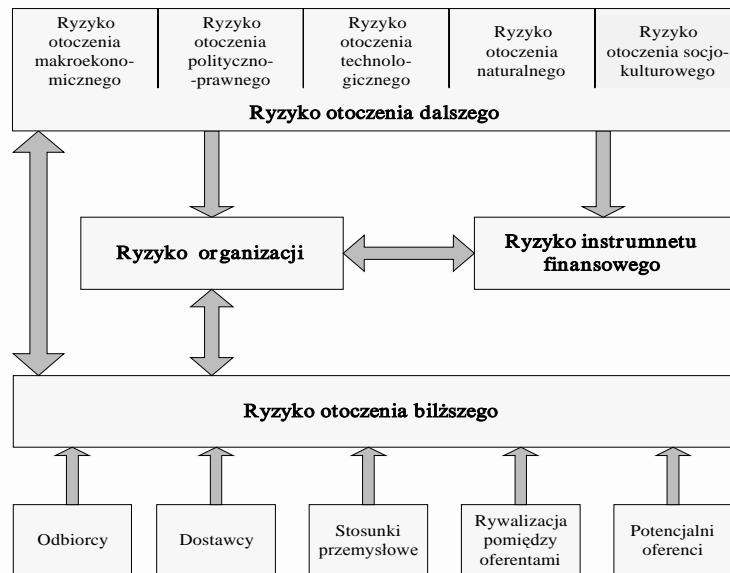 Ryzyko
otoczenia
makroekono-
micznego
Ryzyko
otoczenia
polityczno-
-prawnego
Ryzyko
otoczenia
technolo-
gicznego
Ryzyko
otoczenia
naturalnego
Ryzyko
otoczenia socjo-
kulturowego
Ryzyko otoczenia dalszego
Ryzyko organizacji
Ryzyko instrumnetu
finansowego
Ryzyko otoczenia bilższego
Odbiorcy
Dostawcy
Stosunki
przemysłowe
Rywalizacja
pomiędzy
oferentami
Potencjalni
oferenci